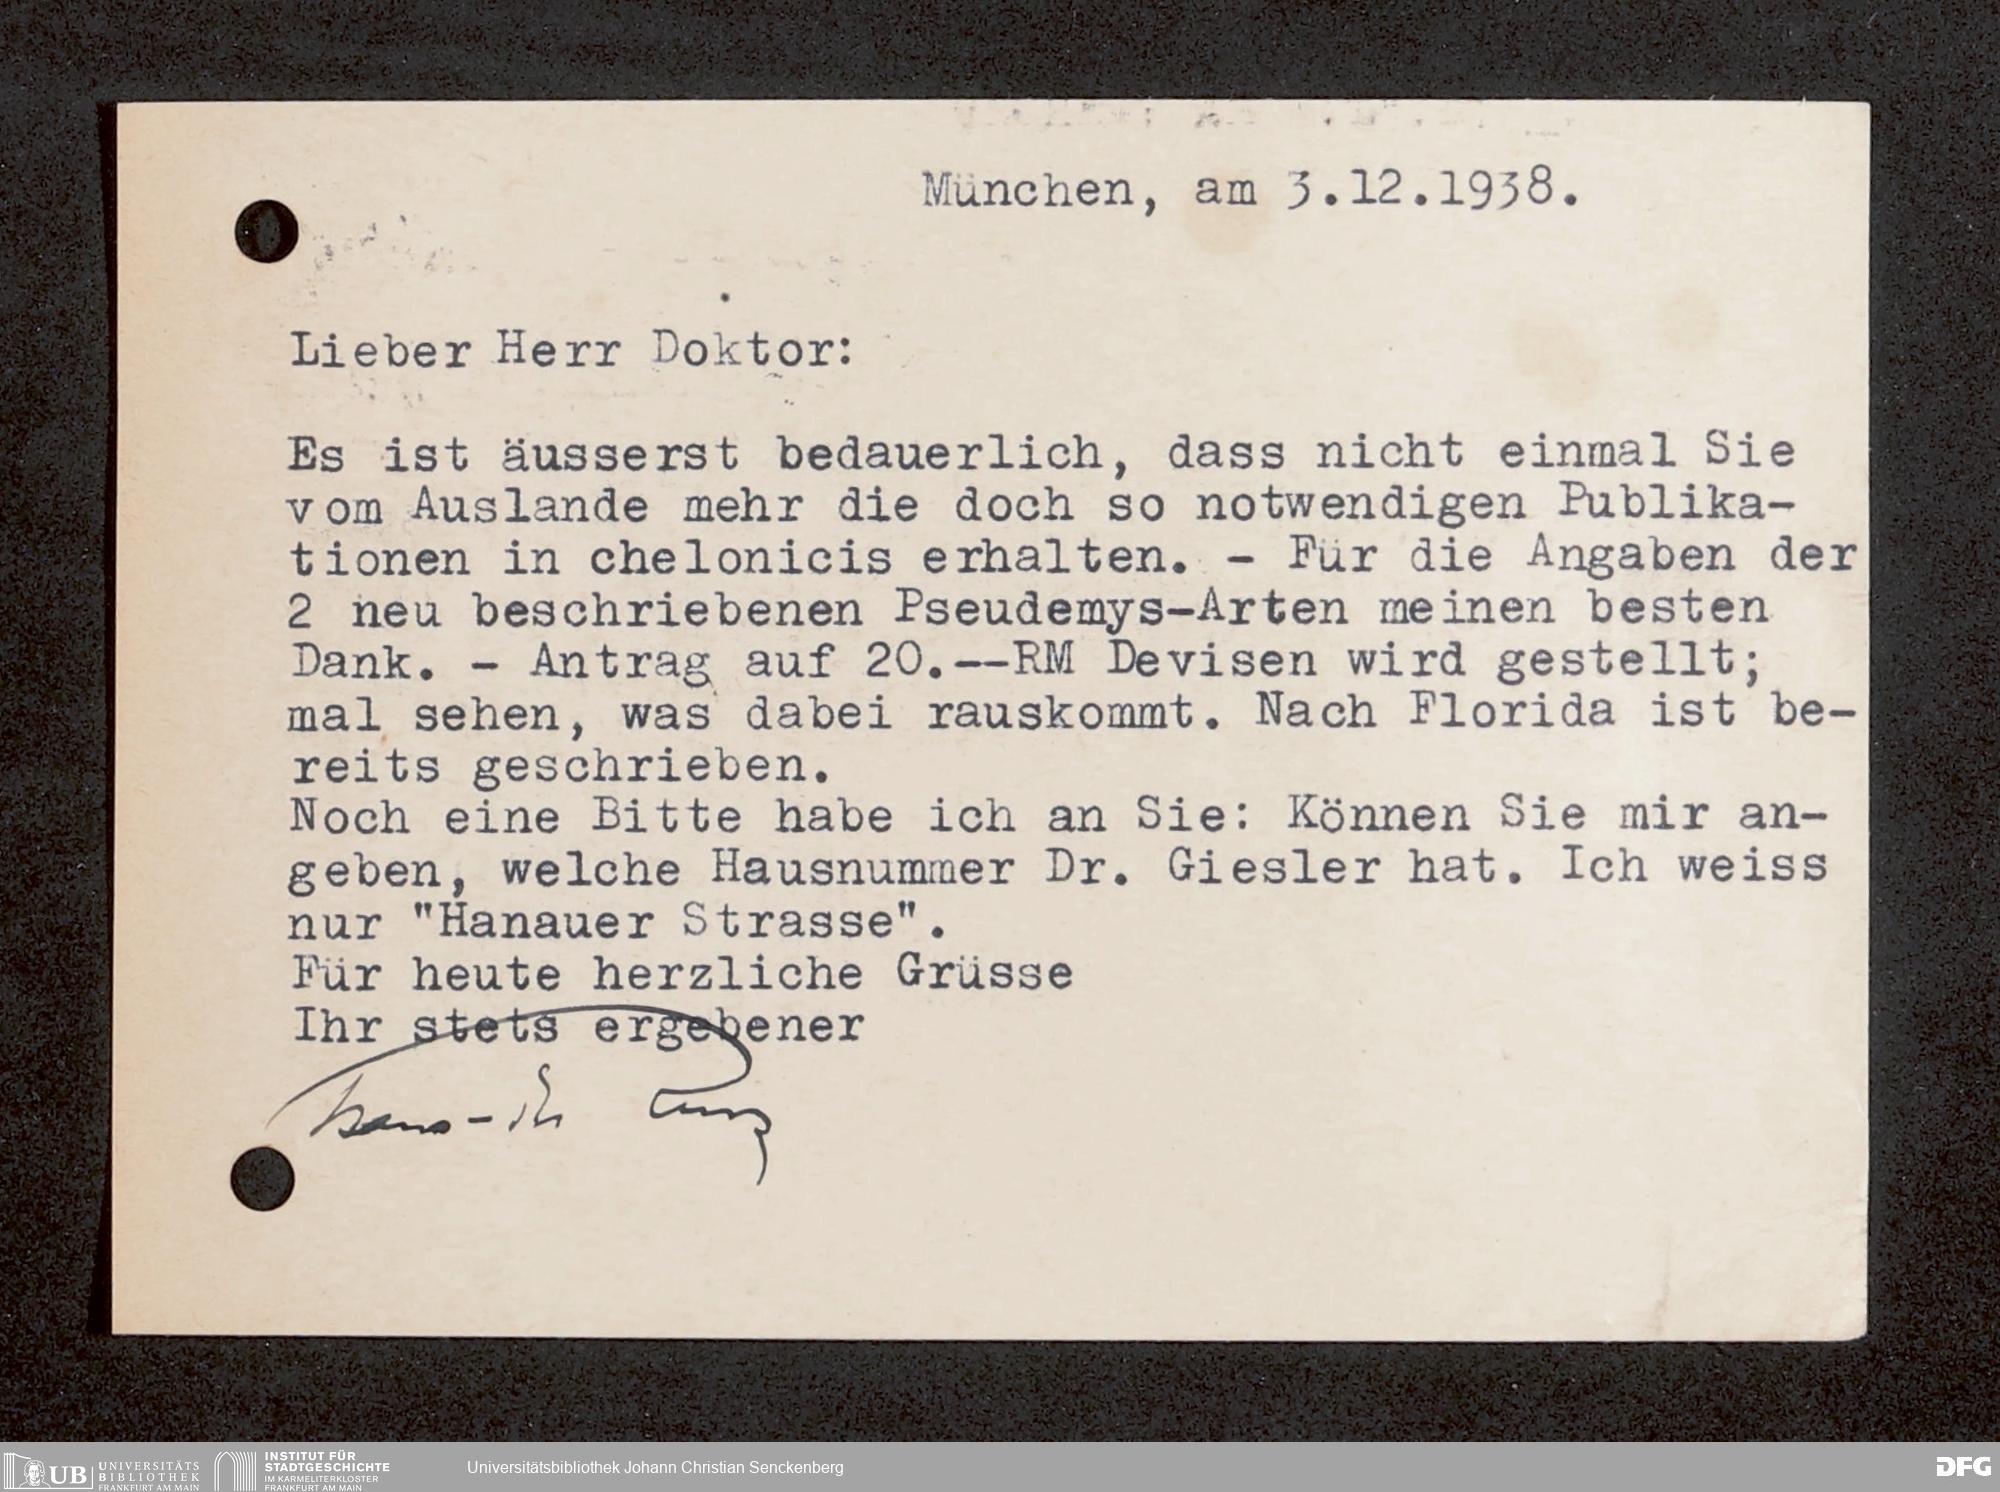 München, am 3.12.1938.
Lieber Herr Doktor:
Es ist äusserst bedauerlich, dass nicht einmal Sie
vom Auslande mehr die doch so notwendigen Publika-
tionen in chelonicis erhalten. - Für die Angaben der
2 neu beschriebenen Pseudemys-Arten meinen besten
Dank. - Antrag auf 20.--RM Devisen wird gestellt;
mal sehen, was dabei rauskommt. Nach Florida ist be-
reits geschrieben.
Noch eine Bitte habe ich an Sie: Können Sie mir an-
geben, welche Hausnummer Dr. Giesler hat. Ich weiss
nur "Hanauer Strasse".
Für heute herzliche Grüsse
Ihr stets ergebener
UB UNIVERSITÄTS
BIBLIOTHEK
FRANKFURT AM MAIN
INSTITUT FÜR
STADTGESCHICHTE
IM KARMELITERKLOSTER
FRANKFURT AM MAIN
Universitätsbibliothek Johann Christian Senckenberg
DFG